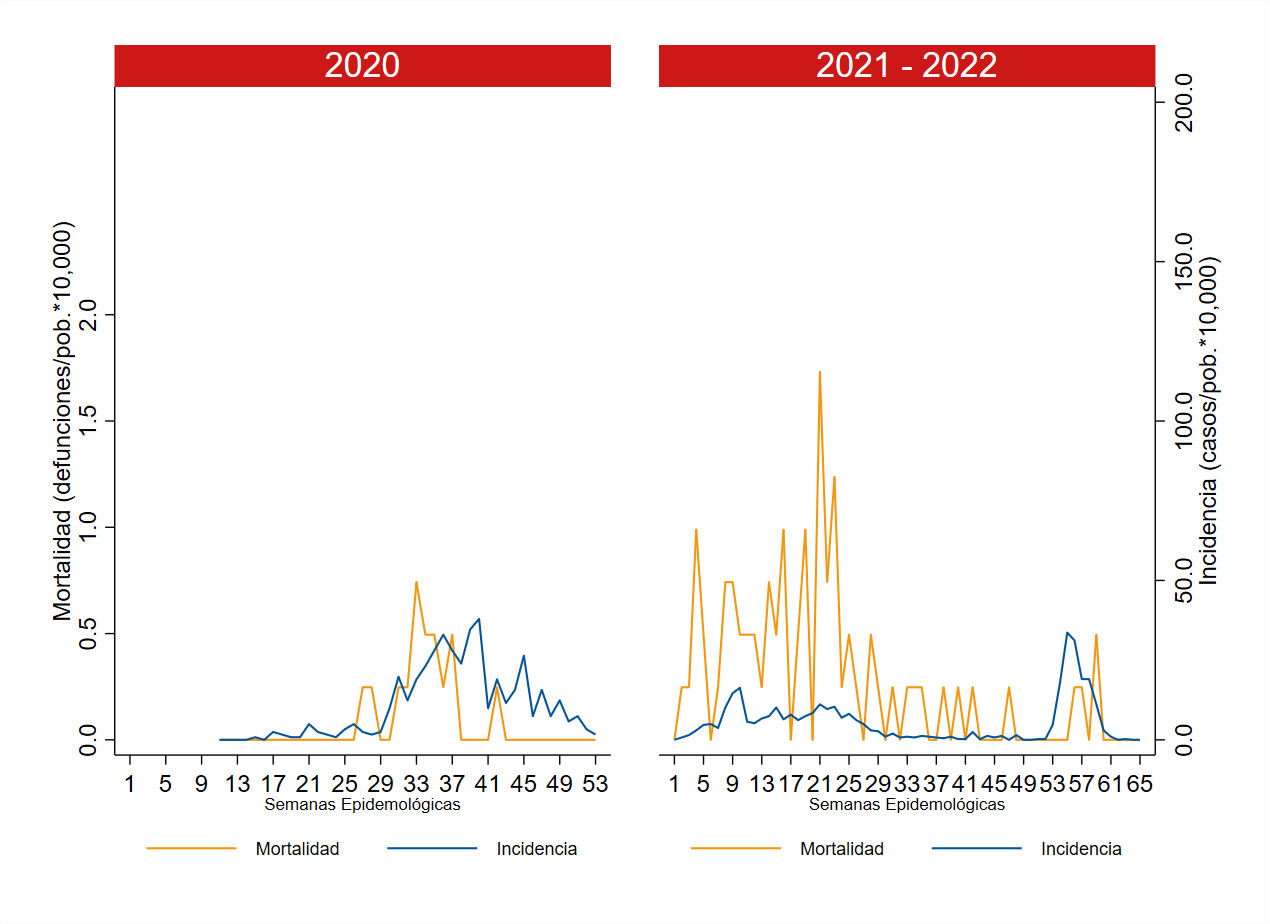 2020
2021 - 2022
Mortalidad (defunciones/pob.*10,000)
2.0
1.5
1.0
0.5
0.0
200.0
150.0
100.0
50.0
0.0
Incidencia (casos/pob.*10,000)
1 5 9 13 17 21 25 29 33 37 41 45 49 53
Semanas Epidemológicas
1 5 9 13 17 21 25 29 33 37 41 45 49 53 57 61 65
Semanas Epidemológicas
Mortalidad Incidencia
Mortalidad Incidencia